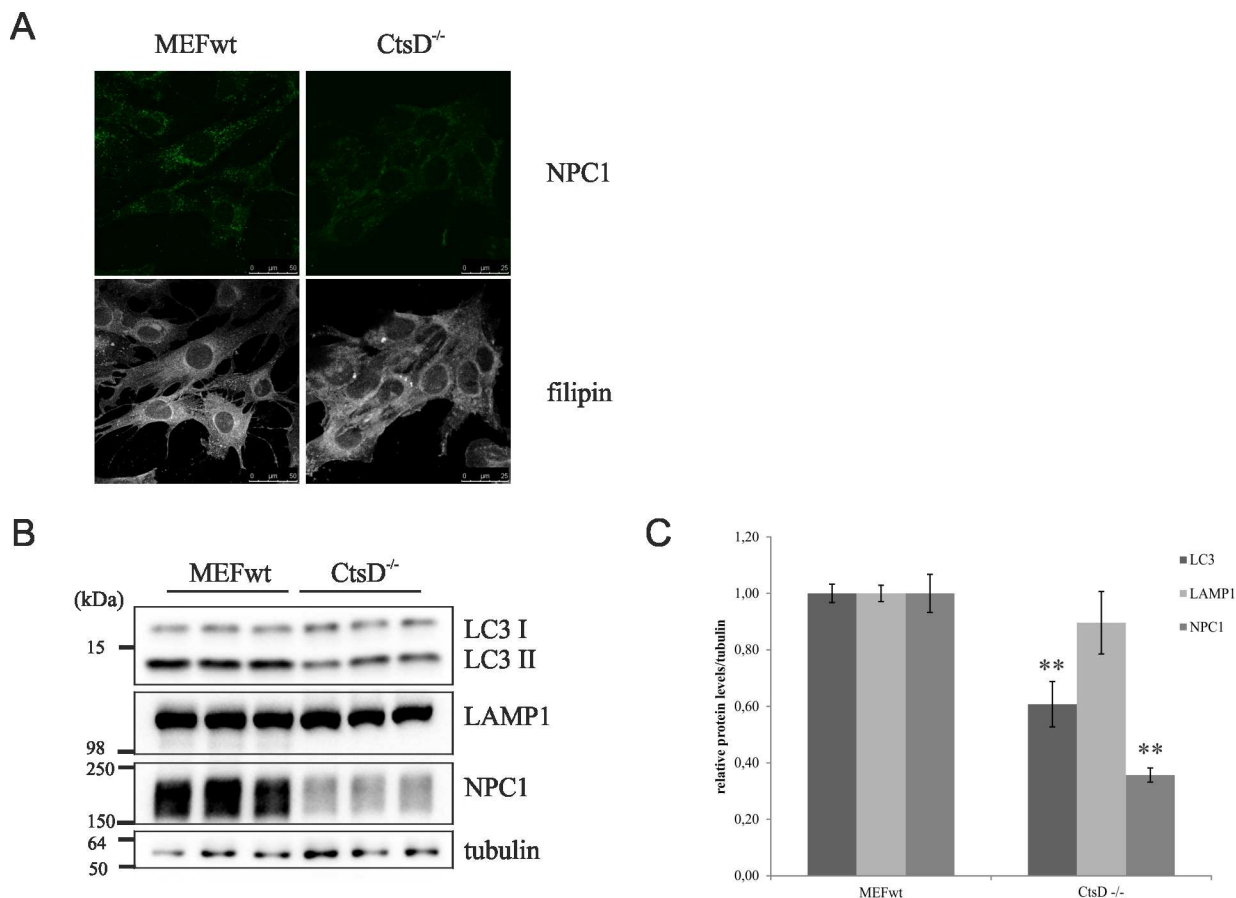 A
MEFwt CtsD-/-
NPC1
0 µm 50
0 µm 25
filipin
0 µm 50
0 µm 25
B
MEFwt CtsD-/-
(kDa)
LC3 I
15
LC3 II
LAMP1
98
250
NPC1
150
64
tubulin
50
C
relative protein levels/tubulin
1,20
1,00
0,80
0,60
0,40
0,20
0,00
**
**
MEFwt
CtsD -/-
LC3
LAMP1
NPC1